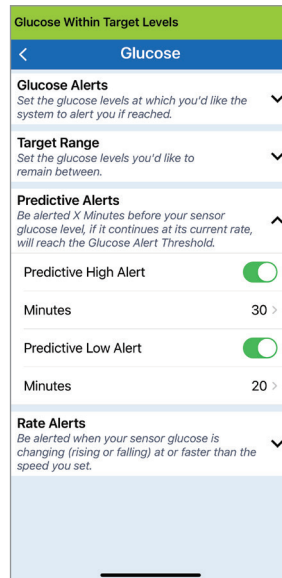 Glucose Within Target Levels
Glucose
Glucose Alerts
Set the glucose levels at which you'd like the
system to alert you if reached.
Target Range
Set the glucose levels you'd like to
remain between.
Predictive Alerts
Be alerted X Minutes before your sensor
glucose level, if it continues at its current rate,
will reach the Glucose Alert Threshold.
Predictive High Alert
Minutes 30
Predictive Low Alert
Minutes 20
Rate Alerts
Be alerted when your sensor glucose is
changing (rising or falling) at or faster than the
speed you set.